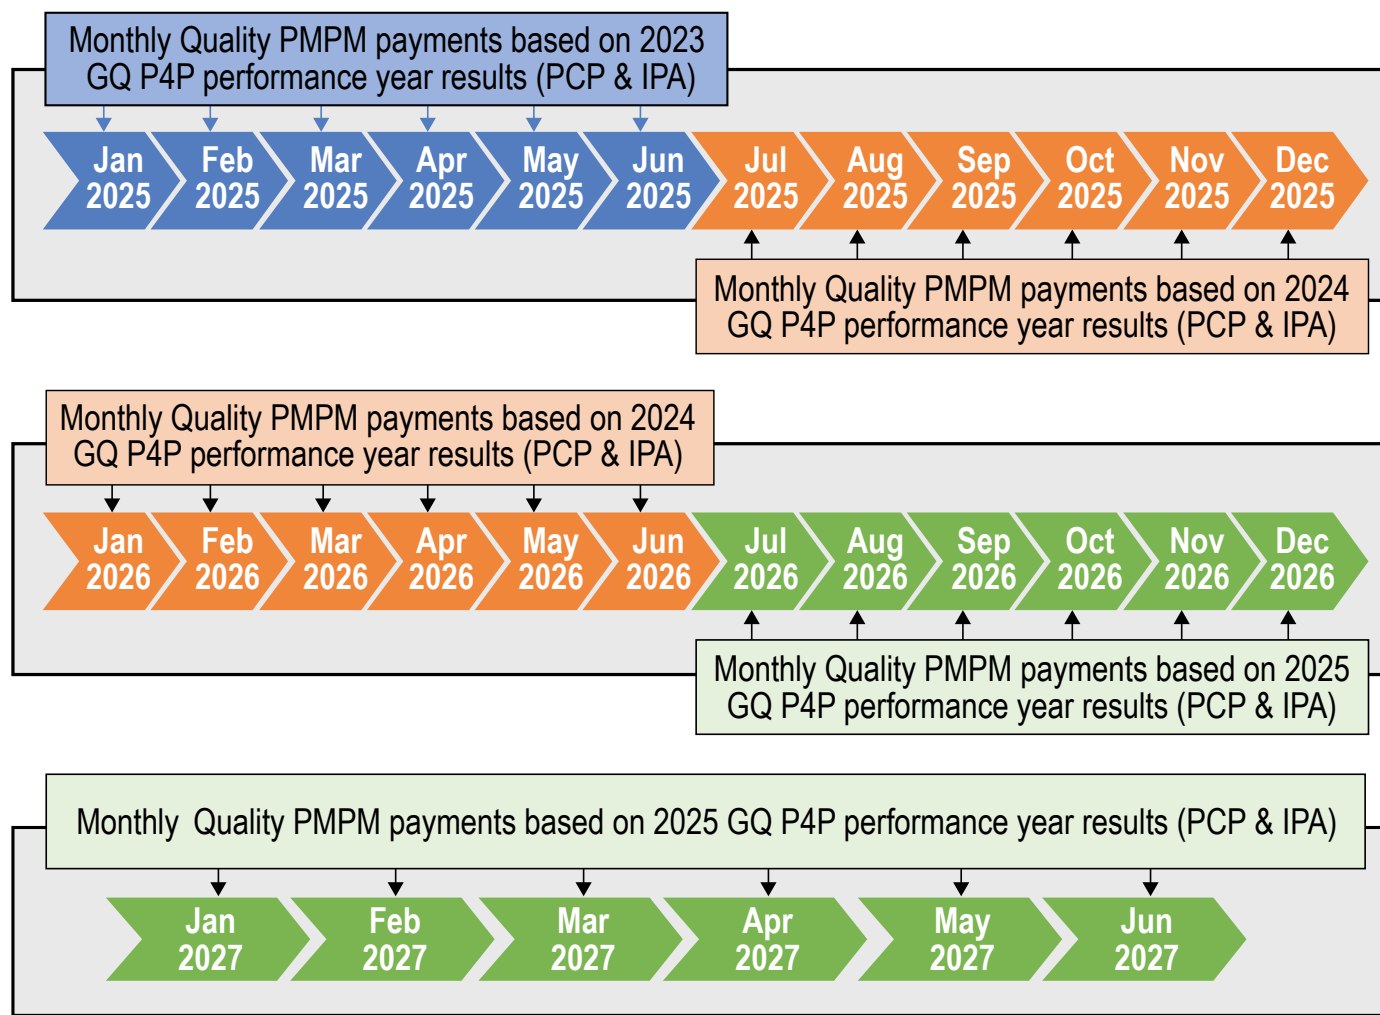 Monthly Quality PMPM payments based on 2023
GQ P4P performance year results (PCP & IPA)
Jan 2025
Feb 2025
Mar 2025
Apr 2025
May 2025
Jun 2025
Jul 2025
Aug 2025
Sep 2025
Oct 2025
Nov 2025
Dec 2025
Monthly Quality PMPM payments based on 2024
GQ P4P performance year results (PCP & IPA)
Monthly Quality PMPM payments based on 2024
GQ P4P performance year results (PCP & IPA)
Jan 2026
Feb 2026
Mar 2026
Apr 2026
May 2026
Jun 2026
Jul 2026
Aug 2026
Sep 2026
Oct 2026
Nov 2026
Dec 2026
Monthly Quality PMPM payments based on 2025
GQ P4P performance year results (PCP & IPA)
Monthly  Quality PMPM payments based on 2025 GQ P4P performance year results (PCP & IPA)
Jan 2027
Feb 2027
Mar 2027
Apr 2027
May 2027
Jun 2027